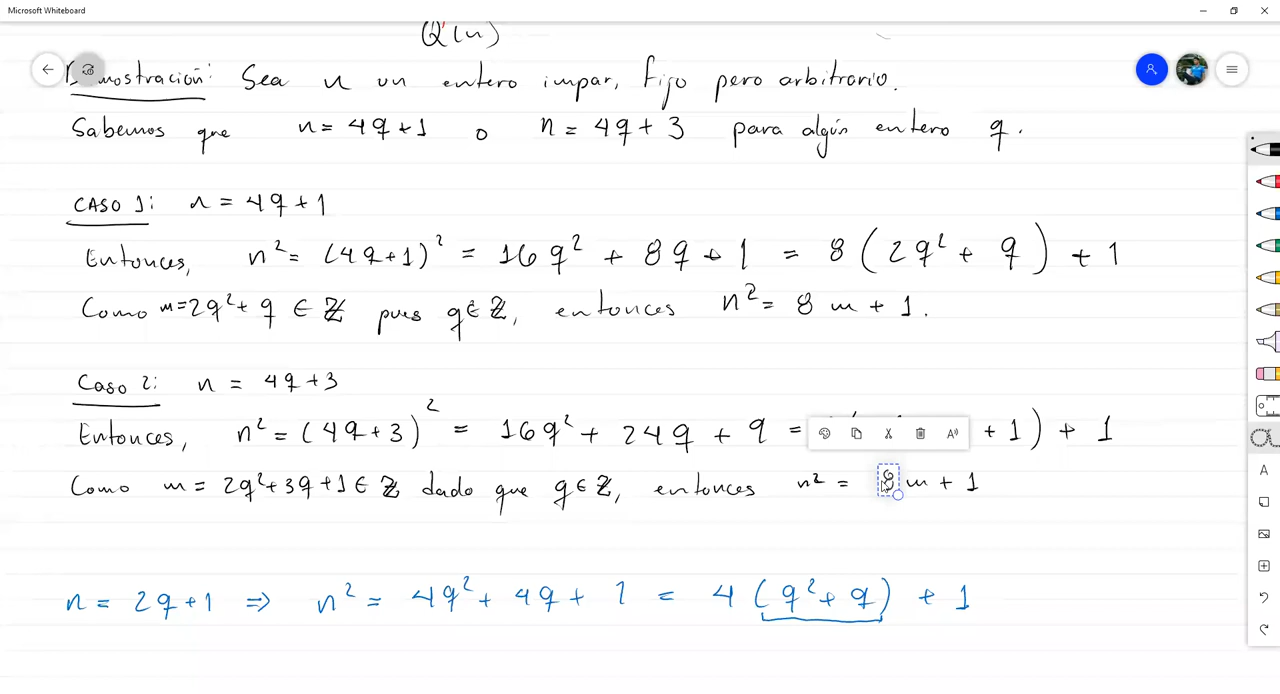 Microsoft Whiteboard
Q(n)
mostración: Sea n un entero impar, fijo pero arbitrario.
Sabemos que n = 4q + 1 o n = 4q + 3 para algún entero q.
CASO 1: n = 4q + 1
Entonces, n² = (4q+1)² = 16q² + 8q + 1 = 8(2q² + q) + 1
Como m=2q²+q ∈ ℤ pues q∈ℤ, entonces n² = 8m + 1.
Caso 2: n = 4q+3
Entonces, n² = (4q+3)² = 16q² + 24q + 9 = + 1) + 1
Como m = 2q²+3q+1 ∈ ℤ dado que q∈ℤ, entonces n² = 8m + 1
n = 2q+1 ⇒ n² = 4q² + 4q + 1 = 4(q² + q) + 1